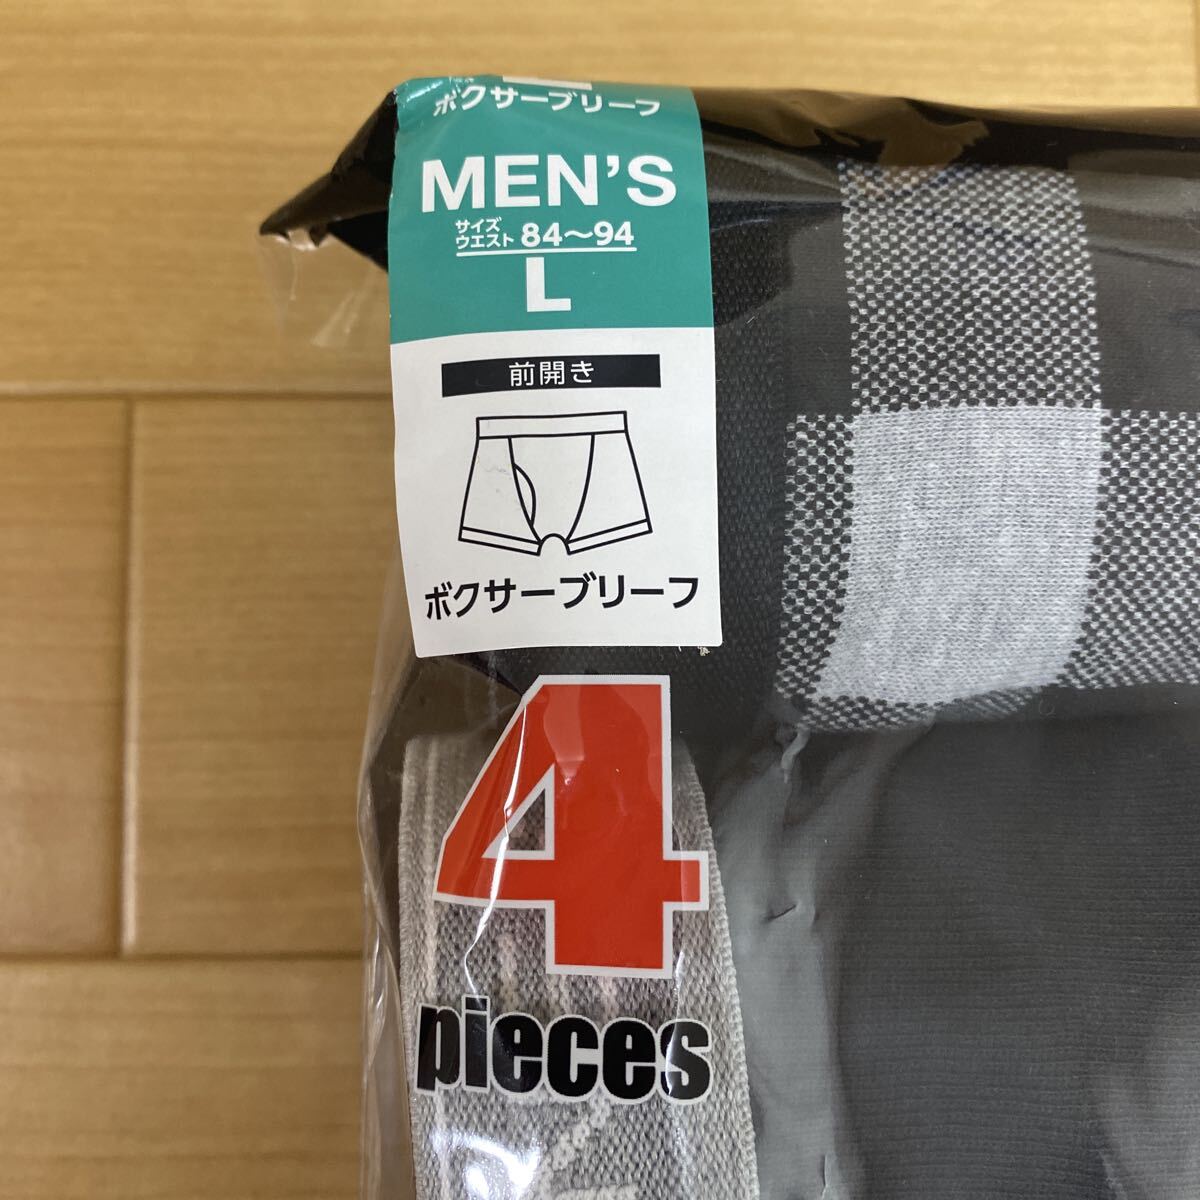 ボクサーブリーフ
MEN'S
サイズ
ウエスト 84〜94
L
前開き
ボクサーブリーフ
4
pieces